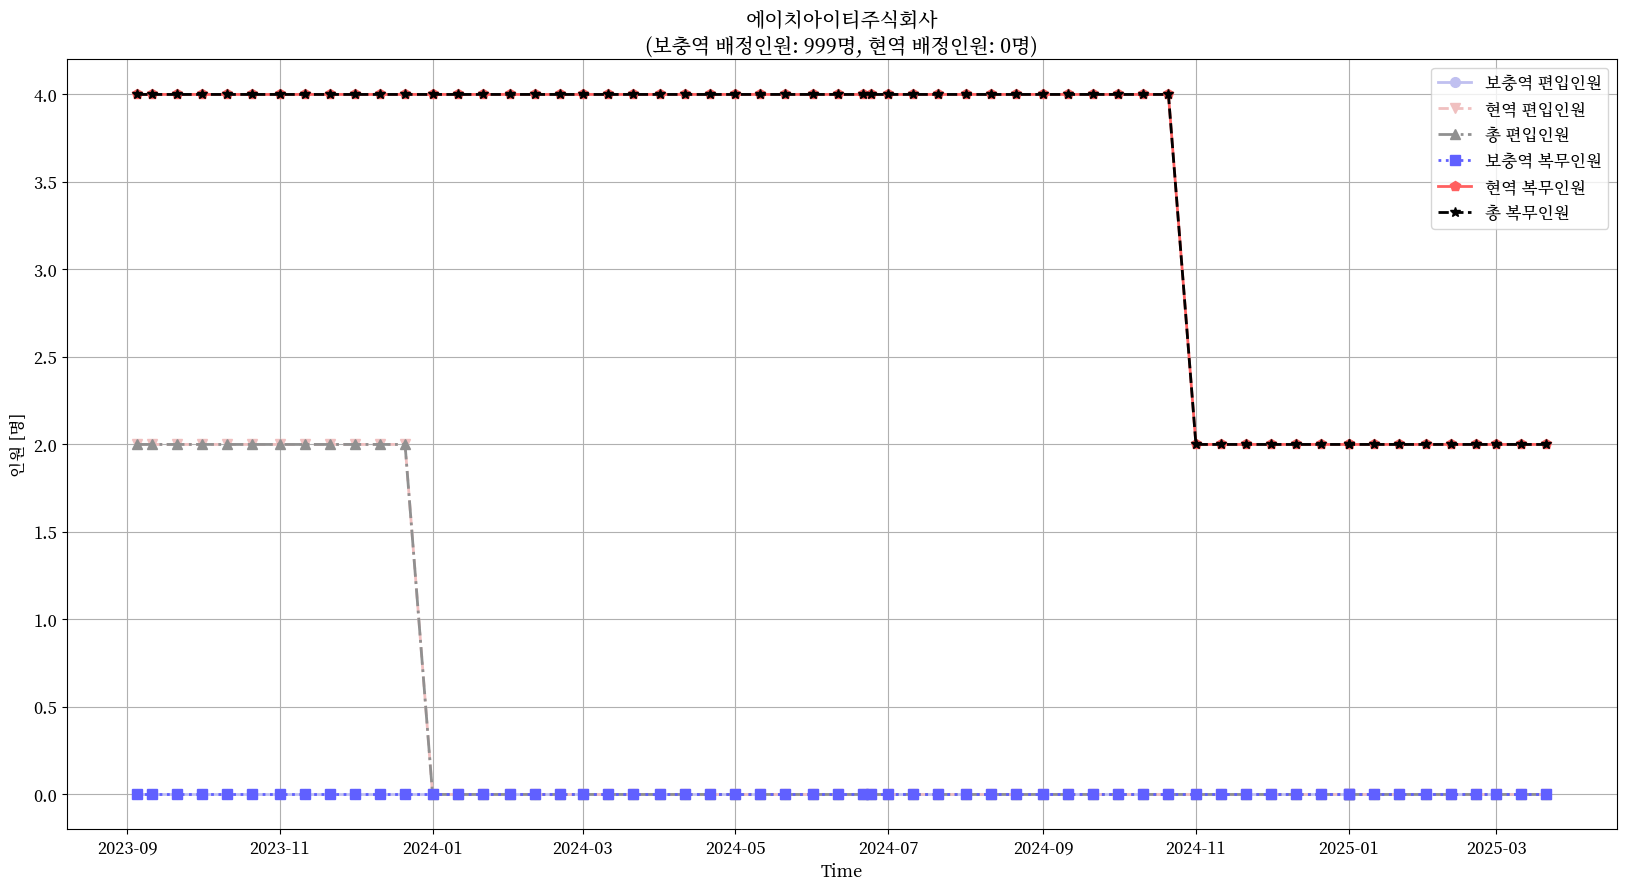 에이치아이티주식회사
(보충역 배정인원: 999명, 현역 배정인원: 0명)
보충역 편입인원
현역 편입인원
총 편입인원
보충역 복무인원
현역 복무인원
총 복무인원
4.0
3.5
3.0
2.5
2.0
1.5
1.0
0.5
0.0
인원 [명]
2023-09 2023-11 2024-01 2024-03 2024-05 2024-07 2024-09 2024-11 2025-01 2025-03
Time